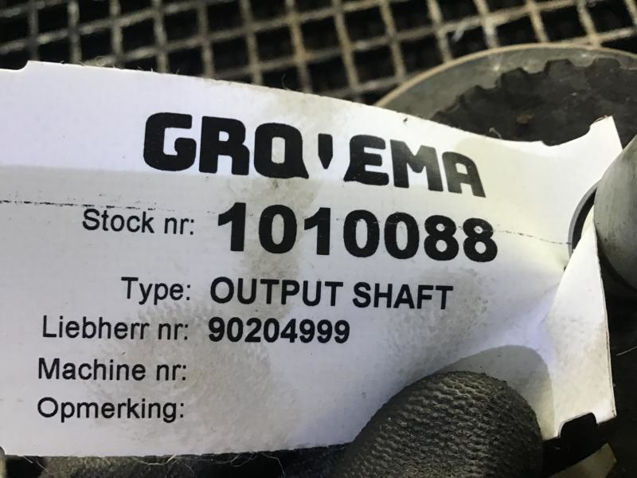 GRO'EMA
Stock nr: 1010088
Type: OUTPUT SHAFT
Liebherr nr: 90204999
Machine nr:
Opmerking: